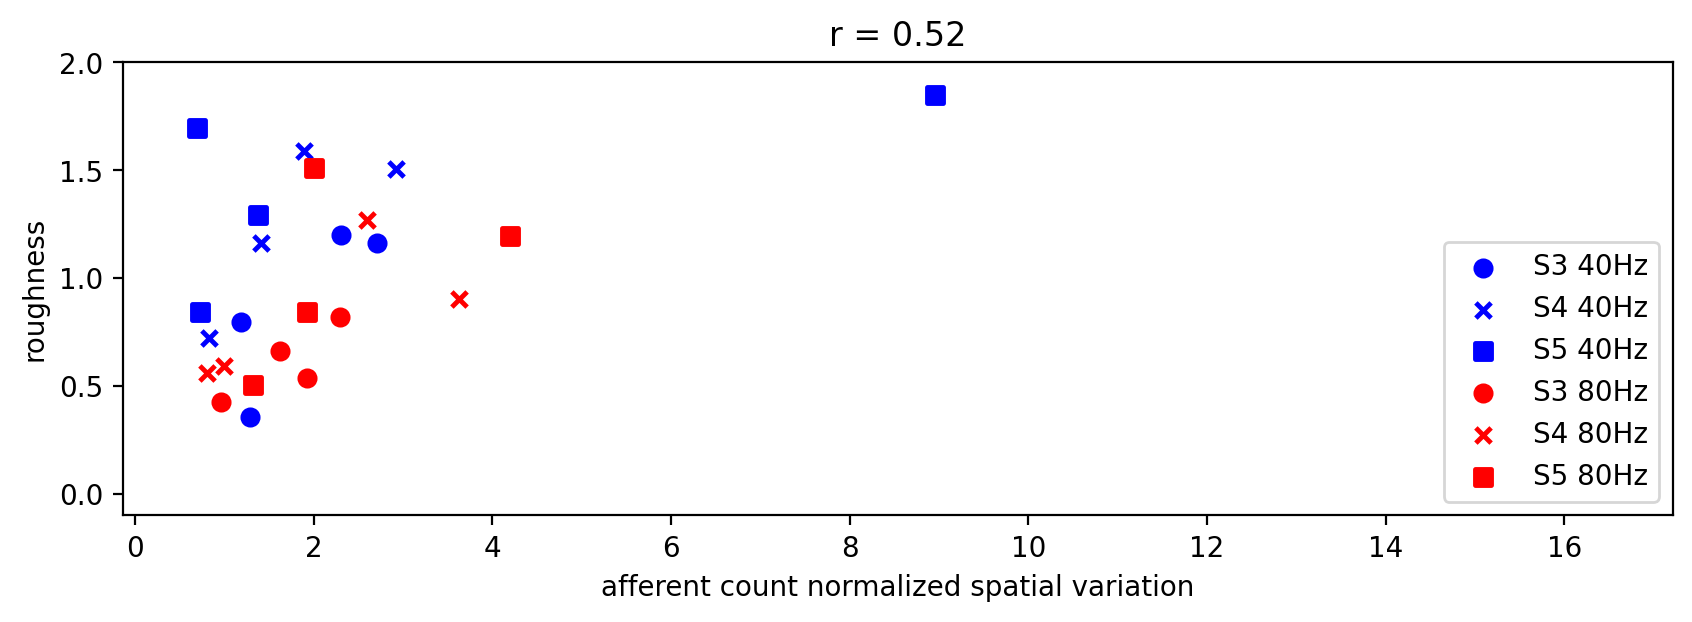 r = 0.52
2.0
1.5
1.0
0.5
0.0
roughness
S3 40Hz
S4 40Hz
S5 40Hz
S3 80Hz
S4 80Hz
S5 80Hz
0 2 4 6 8 10 12 14 16
afferent count normalized spatial variation